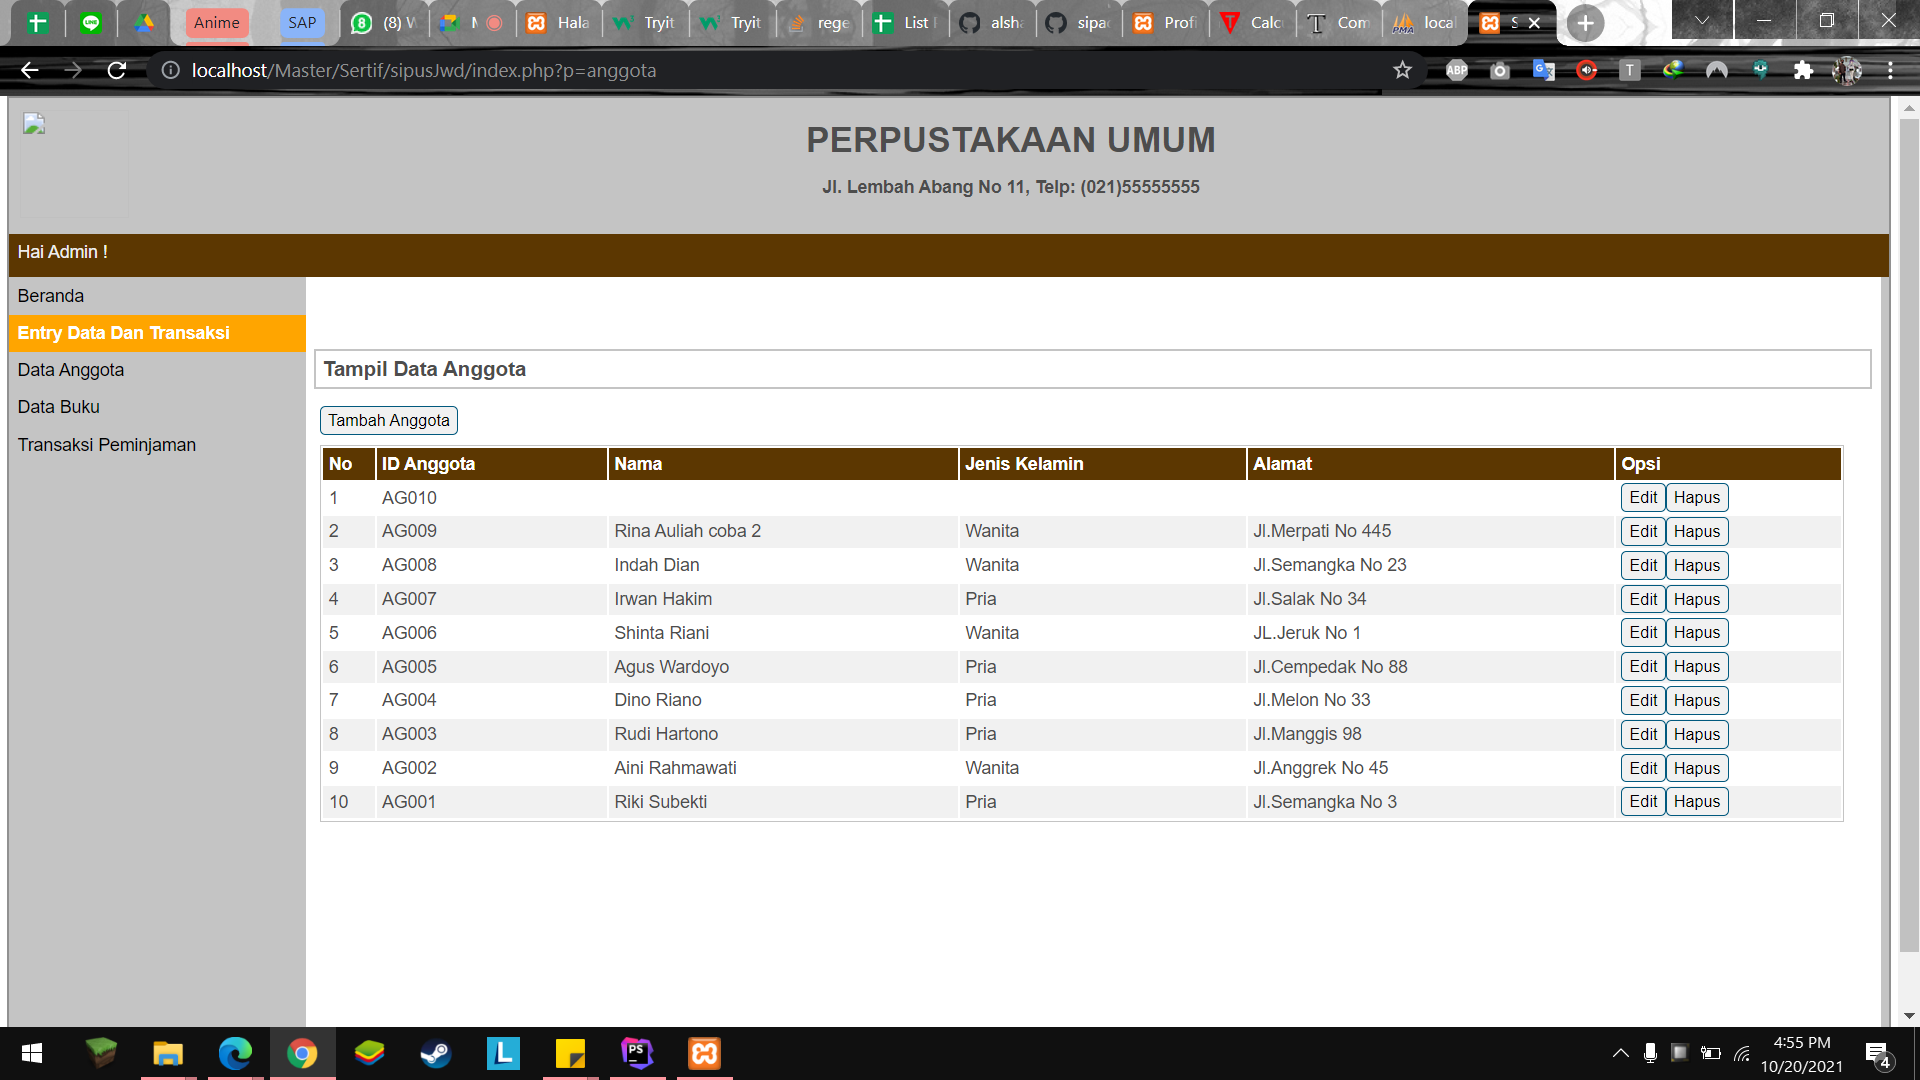 Anime
SAP
(8) W
Hala
Tryit
Tryit
rege
List
alsha
sipad
Profi
Calc
Com
local
S
localhost/Master/Sertif/sipusJwd/index.php?p=anggota
ABP
T
PERPUSTAKAAN UMUM
Jl. Lembah Abang No 11, Telp: (021)55555555
Hai Admin !
Beranda
Entry Data Dan Transaksi
Data Anggota
Data Buku
Transaksi Peminjaman
Tampil Data Anggota
Tambah Anggota
No ID Anggota Nama Jenis Kelamin Alamat Opsi
1 AG010 Edit Hapus
2 AG009 Rina Auliah coba 2 Wanita Jl.Merpati No 445 Edit Hapus
3 AG008 Indah Dian Wanita Jl.Semangka No 23 Edit Hapus
4 AG007 Irwan Hakim Pria Jl.Salak No 34 Edit Hapus
5 AG006 Shinta Riani Wanita JL.Jeruk No 1 Edit Hapus
6 AG005 Agus Wardoyo Pria Jl.Cempedak No 88 Edit Hapus
7 AG004 Dino Riano Pria Jl.Melon No 33 Edit Hapus
8 AG003 Rudi Hartono Pria Jl.Manggis 98 Edit Hapus
9 AG002 Aini Rahmawati Wanita Jl.Anggrek No 45 Edit Hapus
10 AG001 Riki Subekti Pria Jl.Semangka No 3 Edit Hapus
L
PS
4:55 PM
10/20/2021
4